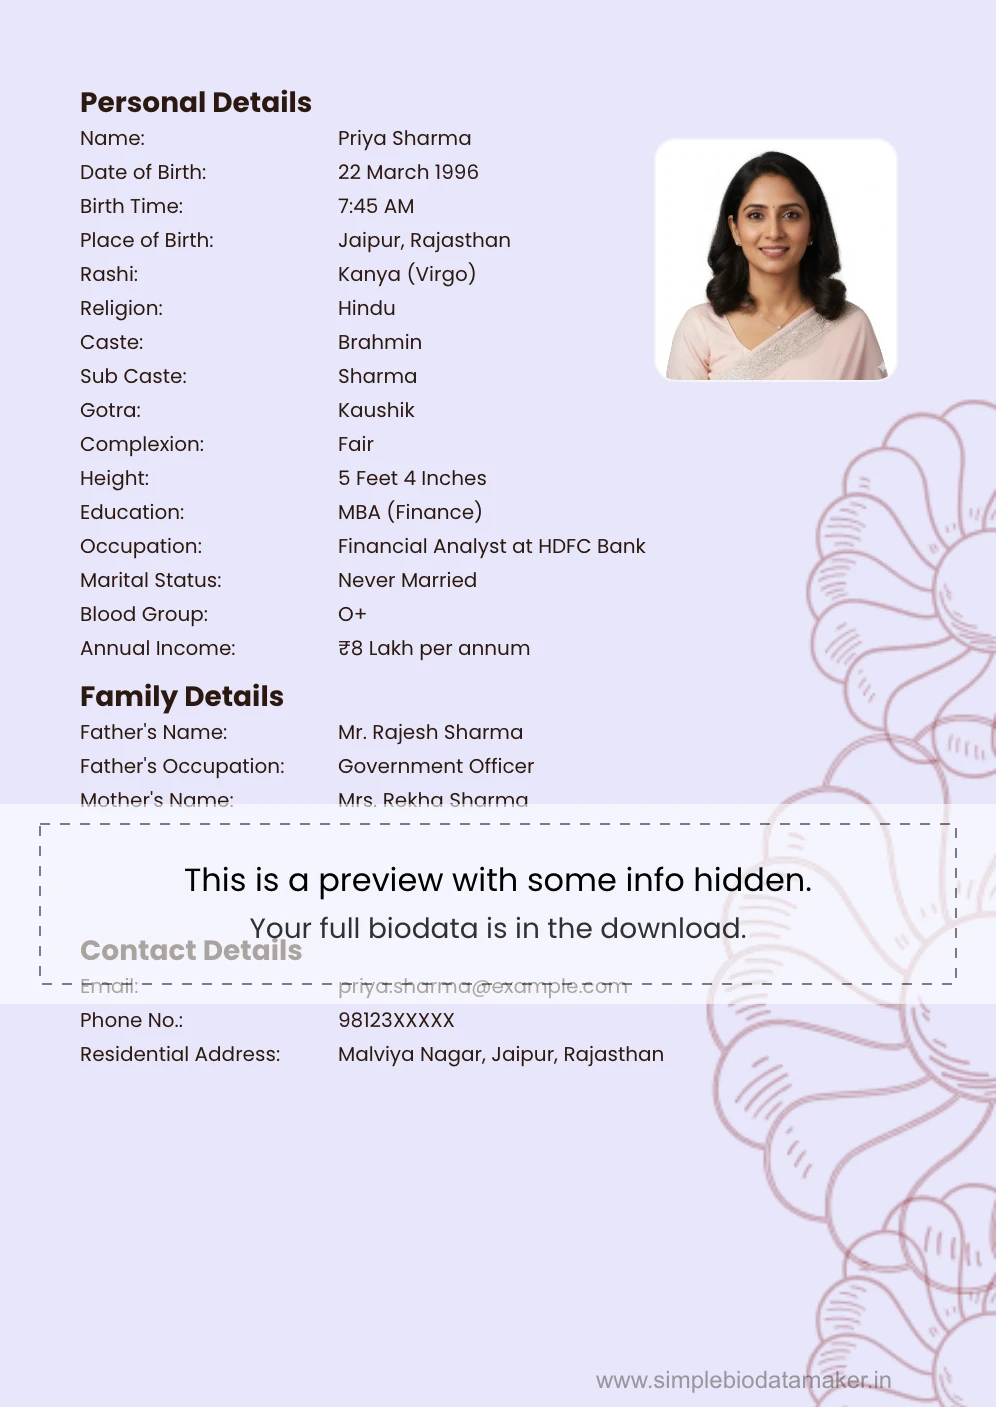 Personal Details
Name: Priya Sharma
Date of Birth: 22 March 1996
Birth Time: 7:45 AM
Place of Birth: Jaipur, Rajasthan
Rashi: Kanya (Virgo)
Religion: Hindu
Caste: Brahmin
Sub Caste: Sharma
Gotra: Kaushik
Complexion: Fair
Height: 5 Feet 4 Inches
Education: MBA (Finance)
Occupation: Financial Analyst at HDFC Bank
Marital Status: Never Married
Blood Group: O+
Annual Income: ₹8 Lakh per annum
Family Details
Father's Name: Mr. Rajesh Sharma
Father's Occupation: Government Officer
Mother's Name: Mrs. Rekha Sharma
This is a preview with some info hidden.
Your full biodata is in the download.
Contact Details
Email: priya.sharma@example.com
Phone No.: 98123XXXXX
Residential Address: Malviya Nagar, Jaipur, Rajasthan
www.simplebiodatamaker.in